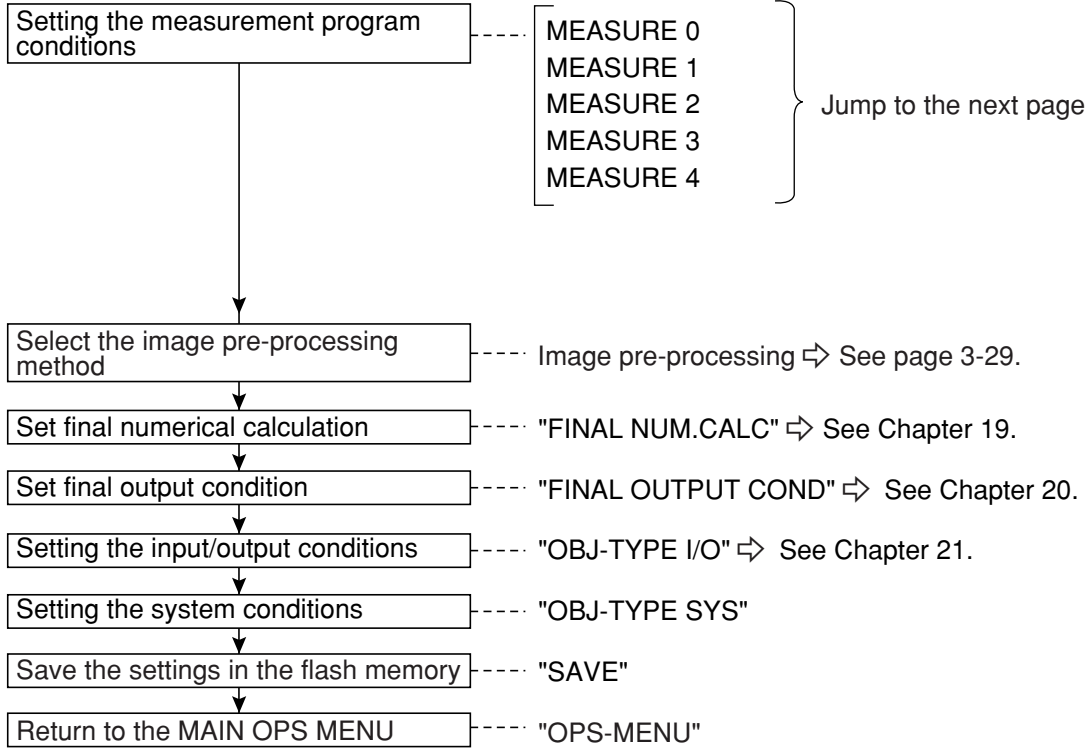 Setting the measurement program
conditions
MEASURE 0
MEASURE 1
MEASURE 2
MEASURE 3
MEASURE 4
Jump to the next page
Select the image pre-processing
method
Image pre-processing ⇨ See page 3-29.
Set final numerical calculation
"FINAL NUM.CALC" ⇨ See Chapter 19.
Set final output condition
"FINAL OUTPUT COND" ⇨ See Chapter 20.
Setting the input/output conditions
"OBJ-TYPE I/O" ⇨ See Chapter 21.
Setting the system conditions
"OBJ-TYPE SYS"
Save the settings in the flash memory
"SAVE"
Return to the MAIN OPS MENU
"OPS-MENU"